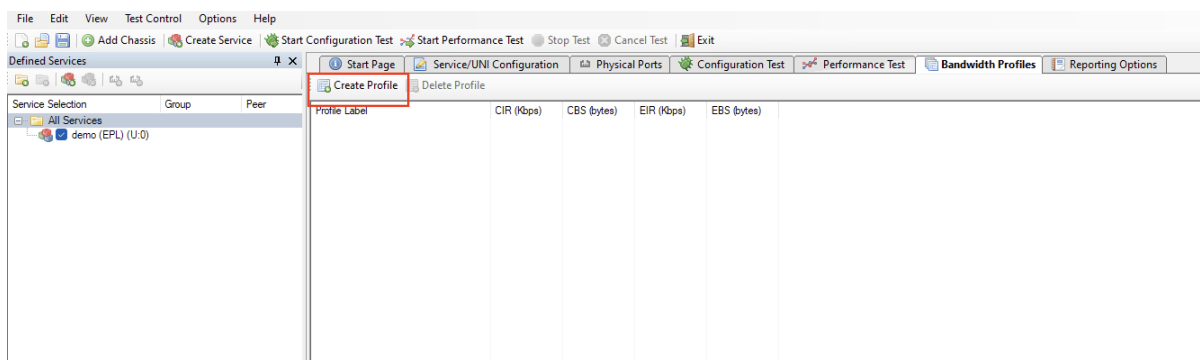 File Edit View Test Control Options Help
Add Chassis Create Service Start Configuration Test Start Performance Test Stop Test Cancel Test Exit
Defined Services
Start Page Service/UNI Configuration Physical Ports Configuration Test Performance Test Bandwidth Profiles Reporting Options
Create Profile Delete Profile
Service Selection Group Peer
Profile Label CIR (Kbps) CBS (bytes) EIR (Kbps) EBS (bytes)
All Services
demo (EPL) (U:0)